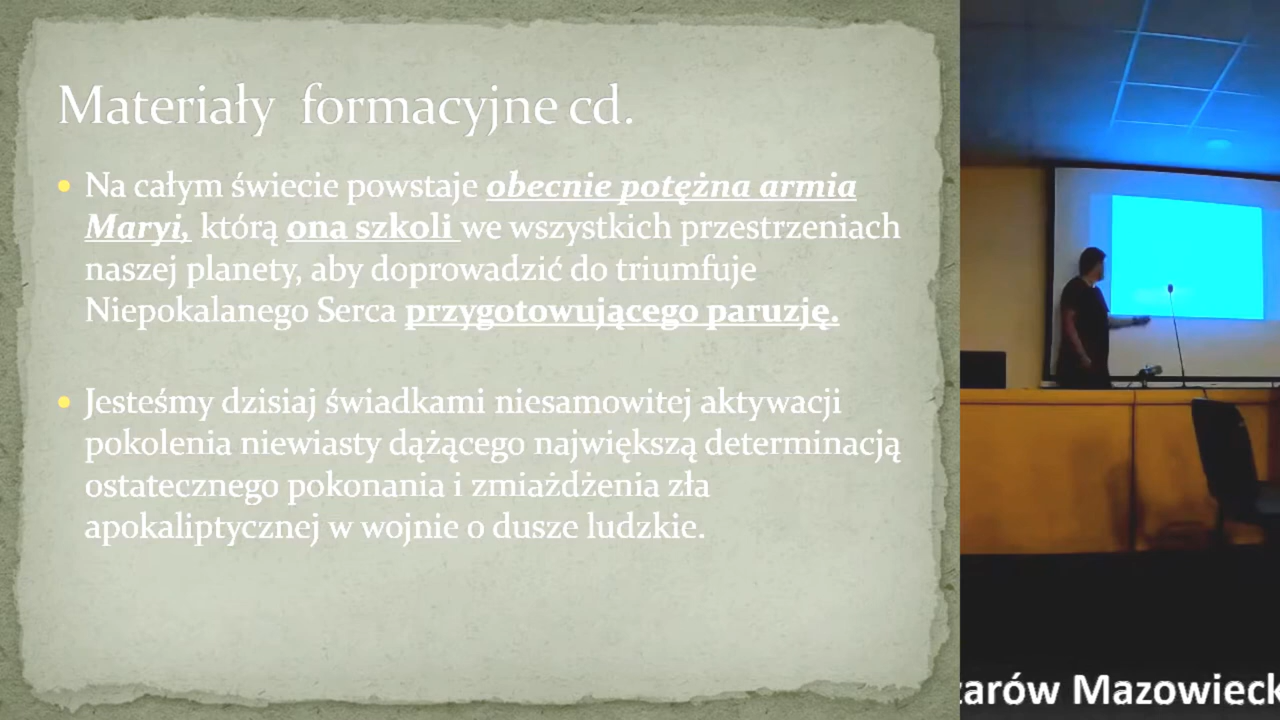 Materiały formacyjne cd.
Na całym świecie powstaje obecnie potężna armia
Maryi, którą ona szkoli we wszystkich przestrzeniach
naszej planety, aby doprowadzić do triumfuje
Niepokalanego Serca przygotowującego paruzję.
Jesteśmy dzisiaj świadkami niesamowitej aktywacji
pokolenia niewiasty dążącego największą determinacją
ostatecznego pokonania i zmiażdżenia zła
apokaliptycznej w wojnie o dusze ludzkie.
Mazowieck